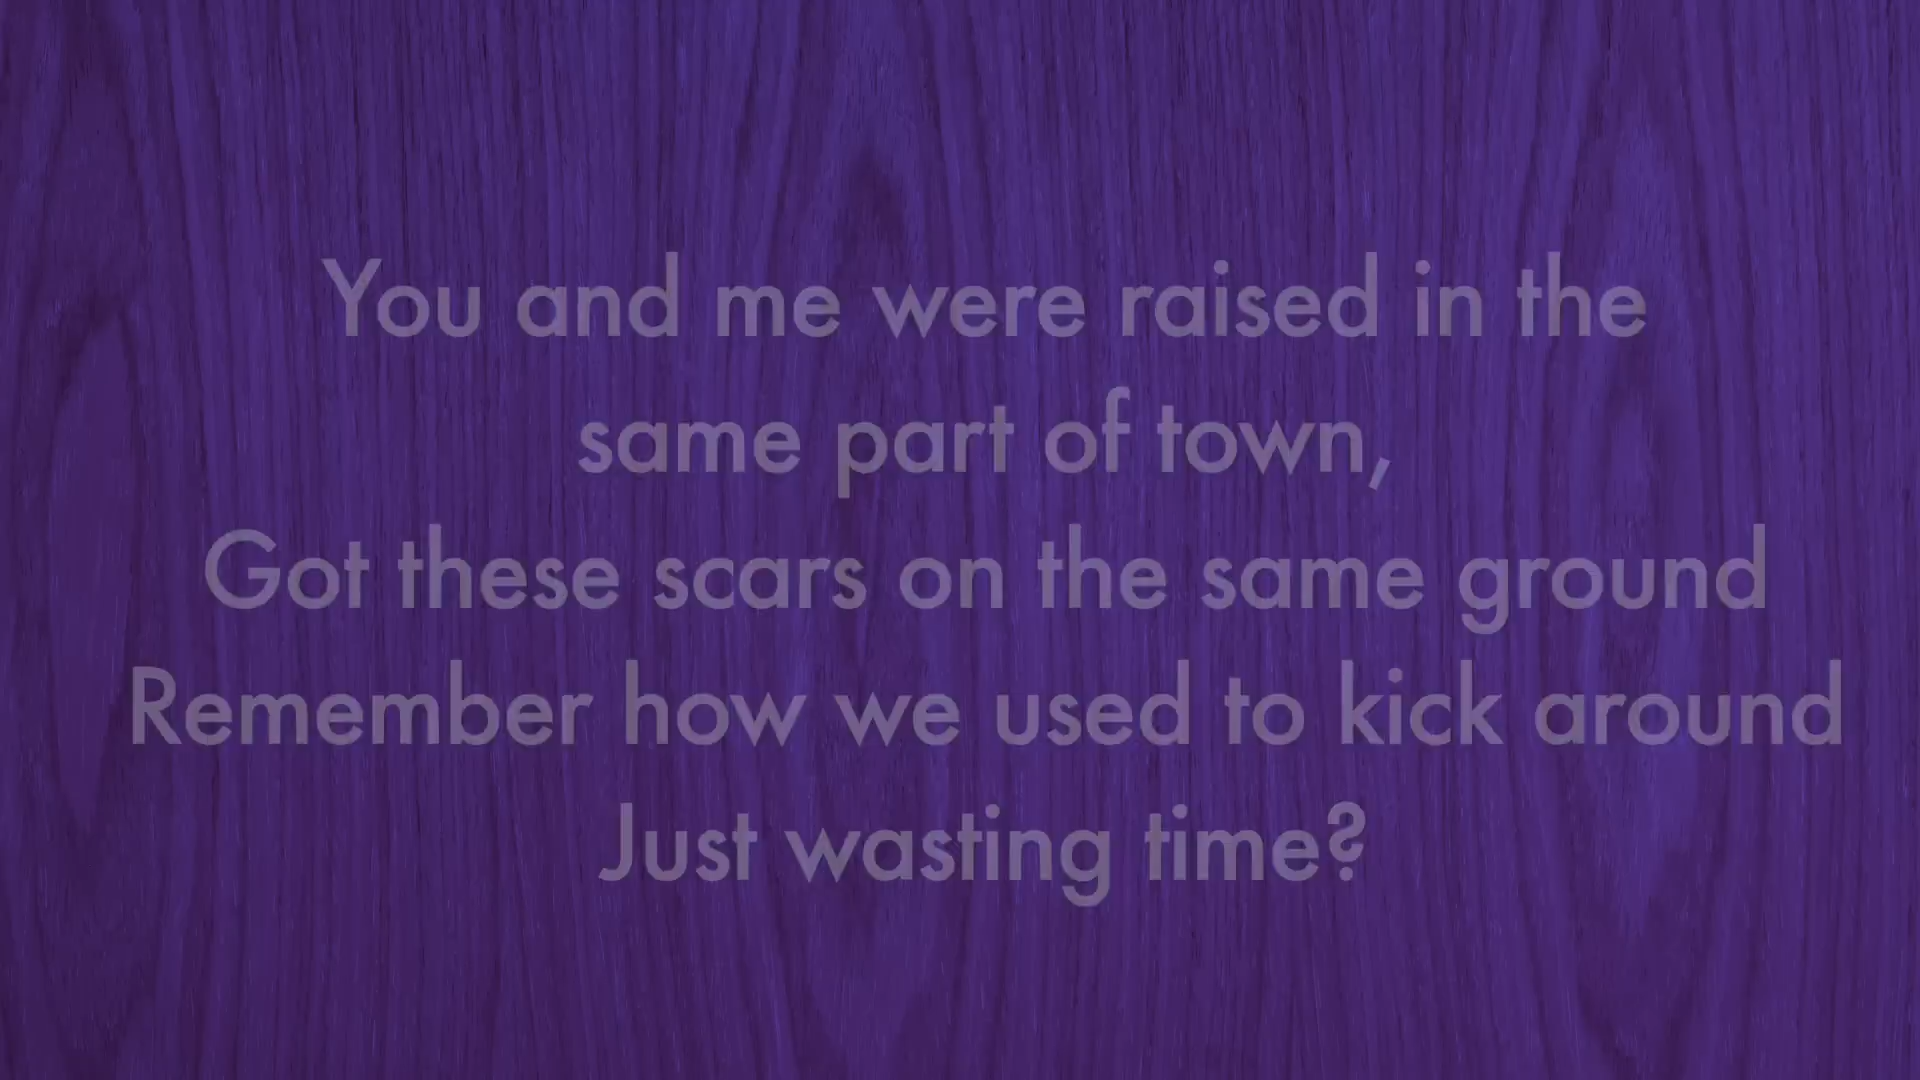 You and me were raised in the
same part of town,
Got these scars on the same ground
Remember how we used to kick around
Just wasting time?